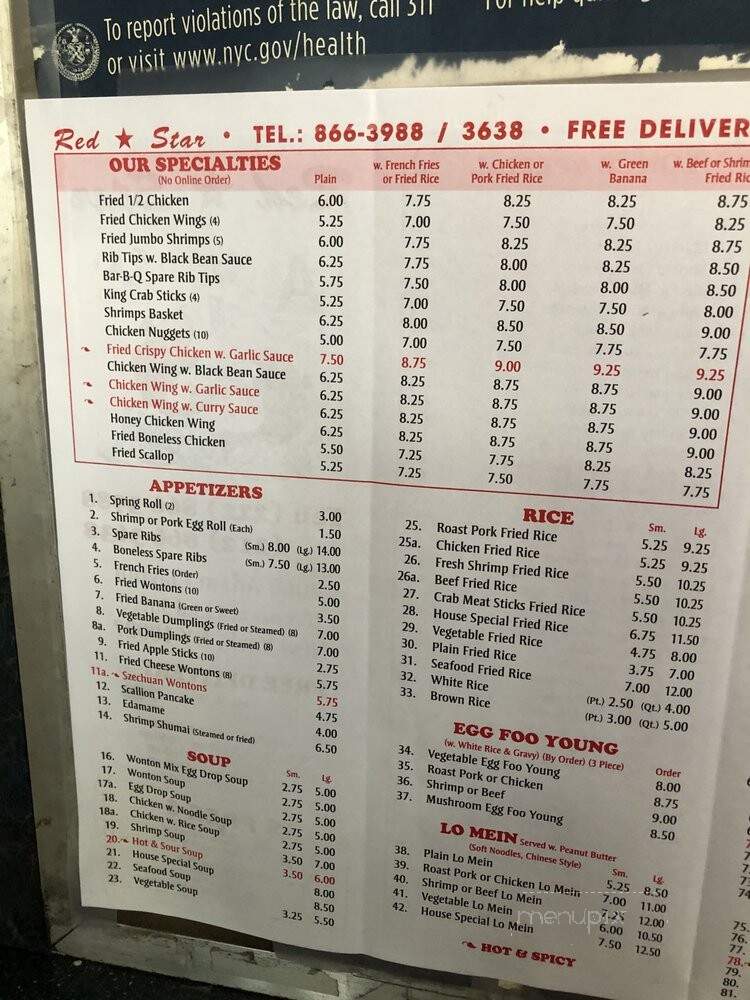 To report violations of the law, call 311
or visit www.nyc.gov/health
For help
Red ★ Star • TEL.: 866-3988 / 3638 • FREE DELIVER
OUR SPECIALTIES
(No Online Order)
Plain
w. French Fries or Fried Rice
w. Chicken or Pork Fried Rice
w. Green Banana
w. Beef or Shrim Fried Ric
Fried 1/2 Chicken 6.00 7.75 8.25 8.25 8.75
Fried Chicken Wings (4) 5.25 7.00 7.50 7.50 8.25
Fried Jumbo Shrimps (5) 6.00 7.75 8.25 8.25 8.75
Rib Tips w. Black Bean Sauce 6.25 7.75 8.00 8.25 8.50
Bar-B-Q Spare Rib Tips 5.75 7.50 8.00 8.00 8.50
King Crab Sticks (4) 5.25 7.00 7.50 7.50 8.00
Shrimps Basket 6.25 8.00 8.50 8.50 9.00
Chicken Nuggets (10) 5.00 7.00 7.50 7.75 7.75
Fried Crispy Chicken w. Garlic Sauce 7.50 8.75 9.00 9.25 9.25
Chicken Wing w. Black Bean Sauce 6.25 8.25 8.75 8.75 9.00
Chicken Wing w. Garlic Sauce 6.25 8.25 8.75 8.75 9.00
Chicken Wing w. Curry Sauce 6.25 8.25 8.75 8.75 9.00
Honey Chicken Wing 6.25 8.25 8.75 8.75 9.00
Fried Boneless Chicken 5.50 7.25 7.75 8.25 8.25
Fried Scallop 5.25 7.25 7.50 7.75 7.75
APPETIZERS
1. Spring Roll (2) 3.00
2. Shrimp or Pork Egg Roll (Each) 1.50
3. Spare Ribs (Sm.) 8.00 (Lg.) 14.00
4. Boneless Spare Ribs (Sm.) 7.50 (Lg.) 13.00
5. French Fries (Order) 2.50
6. Fried Wontons (10) 5.00
7. Fried Banana (Green or Sweet) 3.50
8. Vegetable Dumplings (Fried or Steamed) (8) 7.00
8a. Pork Dumplings (Fried or Steamed) (8) 7.00
9. Fried Apple Sticks (10) 2.75
11. Fried Cheese Wontons (8) 5.75
11a. Szechuan Wontons 5.75
12. Scallion Pancake 4.75
13. Edamame 4.00
14. Shrimp Shumai (Steamed or fried) 6.50
SOUP
Sm. Lg.
16. Wonton Mix Egg Drop Soup 2.75 5.00
17. Wonton Soup 2.75 5.00
17a. Egg Drop Soup 2.75 5.00
18. Chicken w. Noodle Soup 2.75 5.00
18a. Chicken w. Rice Soup 2.75 5.00
19. Shrimp Soup 3.50 7.00
20. Hot & Sour Soup 3.50 6.00
21. House Special Soup 8.00
22. Seafood Soup 8.50
23. Vegetable Soup 3.25 5.50
RICE
Sm. Lg.
25. Roast Pork Fried Rice 5.25 9.25
25a. Chicken Fried Rice 5.25 9.25
26. Fresh Shrimp Fried Rice 5.50 10.25
26a. Beef Fried Rice 5.50 10.25
27. Crab Meat Sticks Fried Rice 5.50 10.25
28. House Special Fried Rice 6.75 11.50
29. Vegetable Fried Rice 4.75 8.00
30. Plain Fried Rice 3.75 7.00
31. Seafood Fried Rice 7.00 12.00
32. White Rice (Pt.) 2.50 (Qt.) 4.00
33. Brown Rice (Pt.) 3.00 (Qt.) 5.00
EGG FOO YOUNG
(w. White Rice & Gravy) (By Order) (3 Piece)
Order
34. Vegetable Egg Foo Young 8.00
35. Roast Pork or Chicken 8.75
36. Shrimp or Beef 9.00
37. Mushroom Egg Foo Young 8.50
LO MEIN Served w. Peanut Butter
(Soft Noodles, Chinese Style)
Sm. Lg.
38. Plain Lo Mein 5.25 8.50
39. Roast Pork or Chicken Lo Mein 7.00 11.00
40. Shrimp or Beef Lo Mein 7.25 12.00
41. Vegetable Lo Mein 6.00 10.50
42. House Special Lo Mein 7.50 12.50
HOT & SPICY
74
75.
76.
77.
78.
79.
80.
81.
menupix